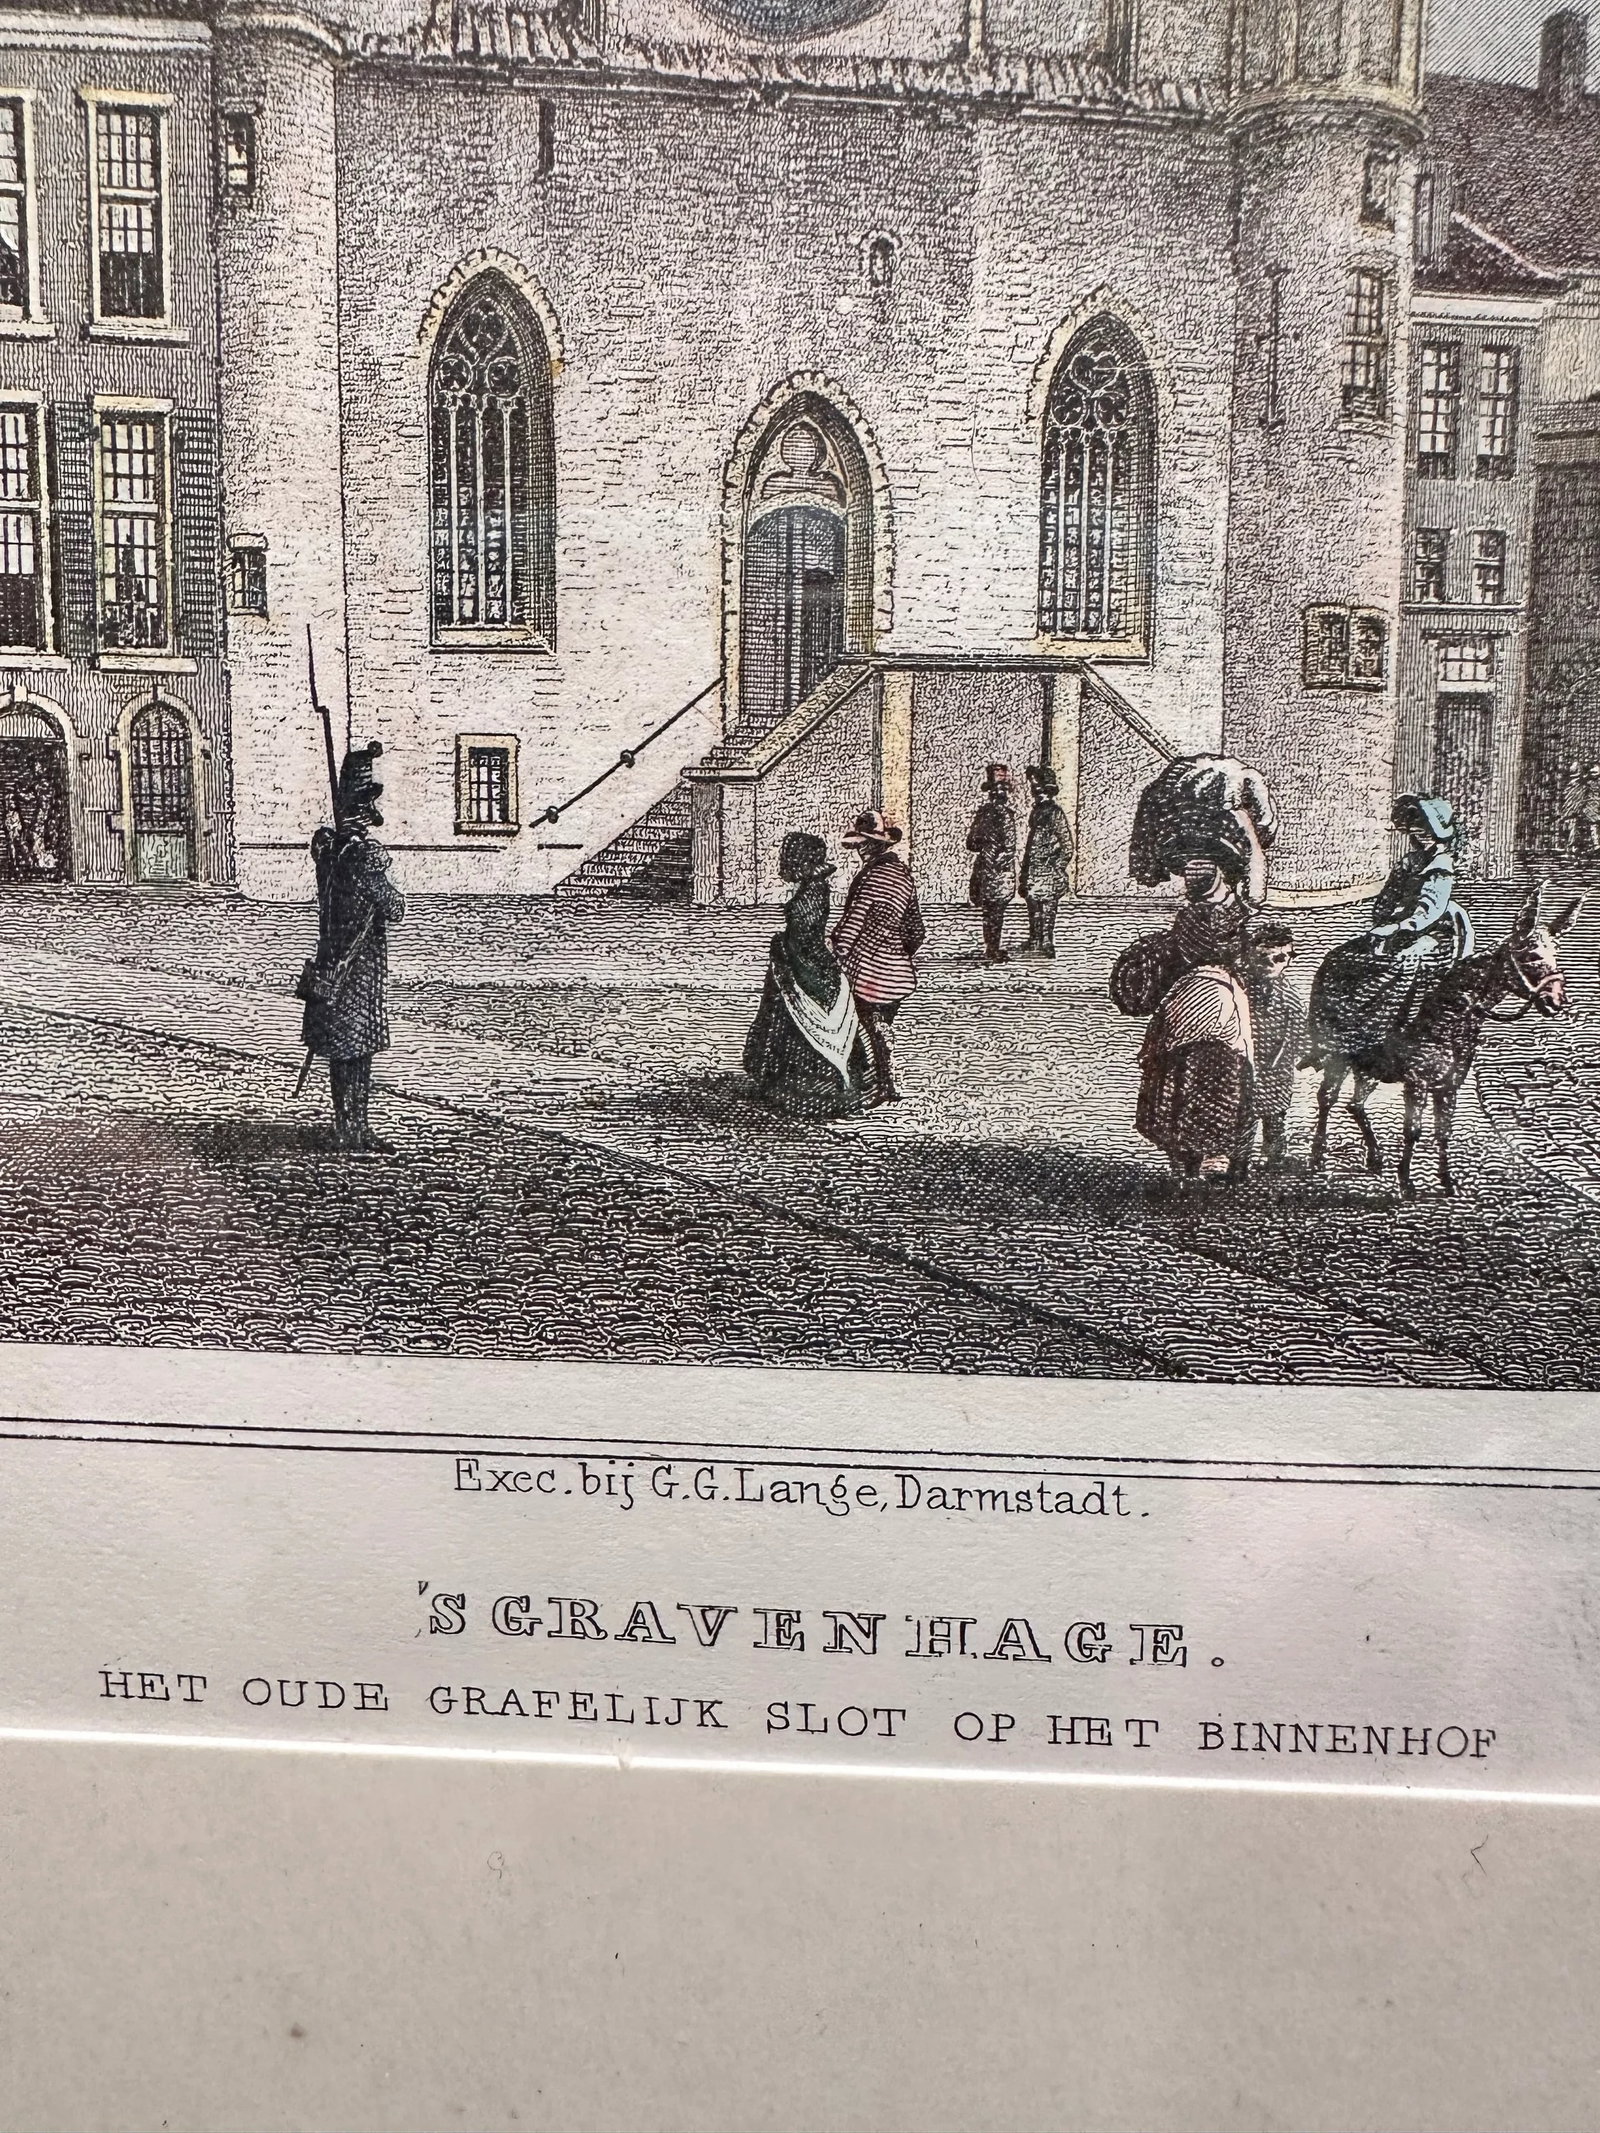 Exec. bij G.G. Lange, Darmstadt.
'S GRAVENHAGE.
HET OUDE GRAFELIJK SLOT OP HET BINNENHOF